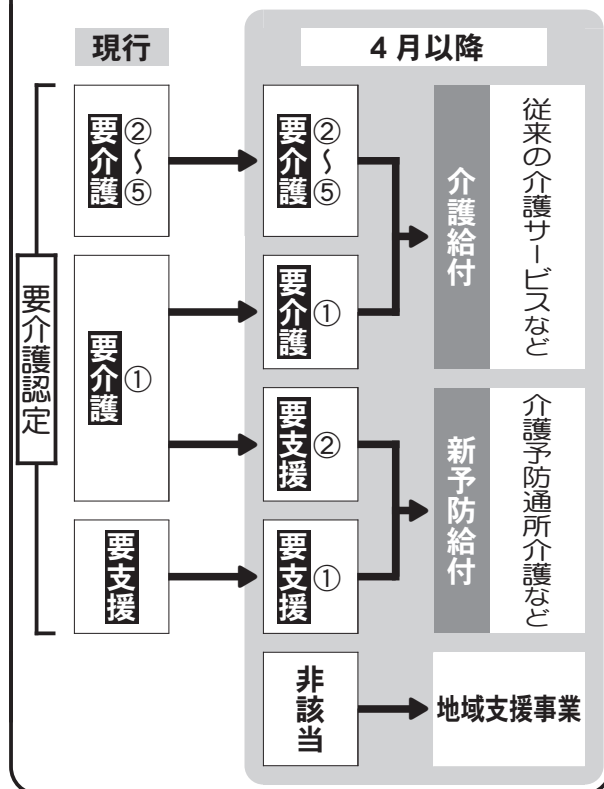 現行
4月以降
要介護認定
要介護②〜⑤
要介護①
要支援
要介護②〜⑤
要介護①
要支援②
要支援①
非該当
介護給付
従来の介護サービスなど
新予防給付
介護予防通所介護など
地域支援事業